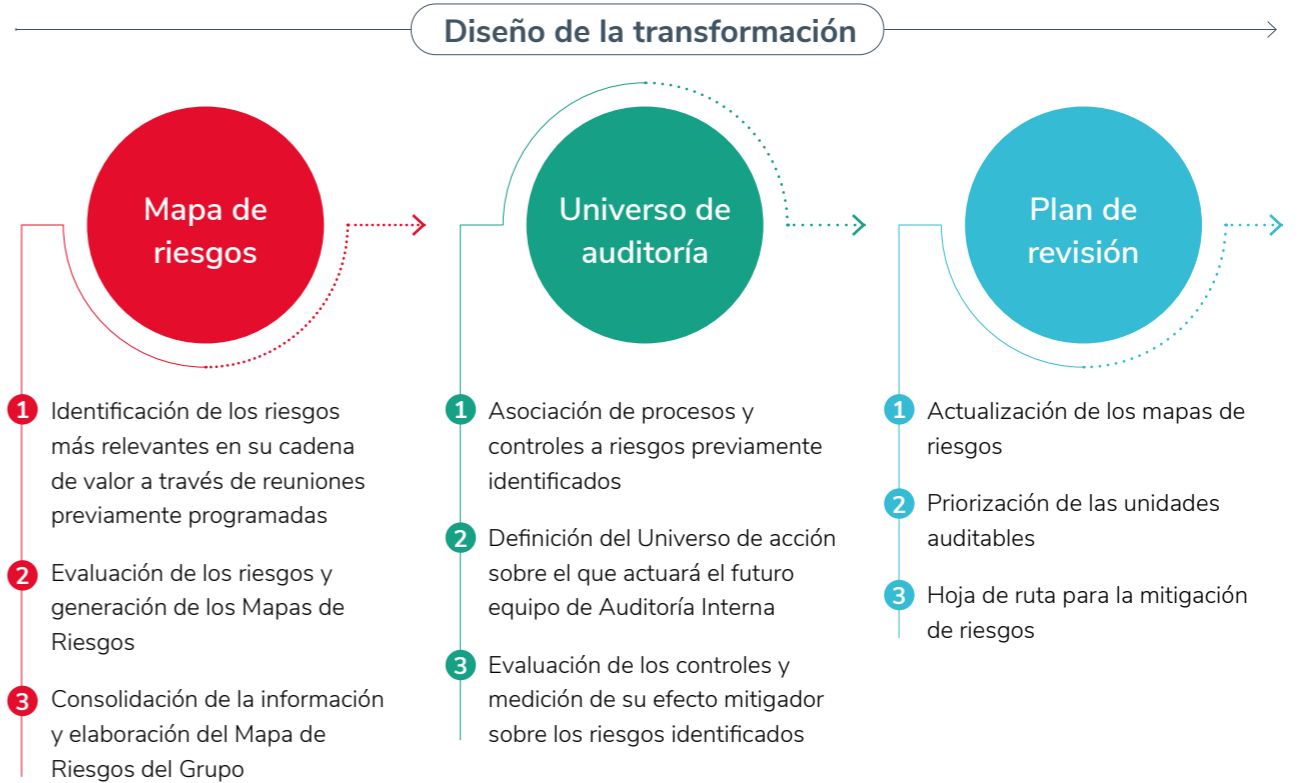 Diseño de la transformación
Mapa de
riesgos
1 Identificación de los riesgos
más relevantes en su cadena
de valor a través de reuniones
previamente programadas
2 Evaluación de los riesgos y
generación de los Mapas de
Riesgos
3 Consolidación de la información
y elaboración del Mapa de
Riesgos del Grupo
Universo de
auditoría
1 Asociación de procesos y
controles a riesgos previamente
identificados
2 Definición del Universo de acción
sobre el que actuará el futuro
equipo de Auditoría Interna
3 Evaluación de los controles y
medición de su efecto mitigador
sobre los riesgos identificados
Plan de
revisión
1 Actualización de los mapas de
riesgos
2 Priorización de las unidades
auditables
3 Hoja de ruta para la mitigación
de riesgos